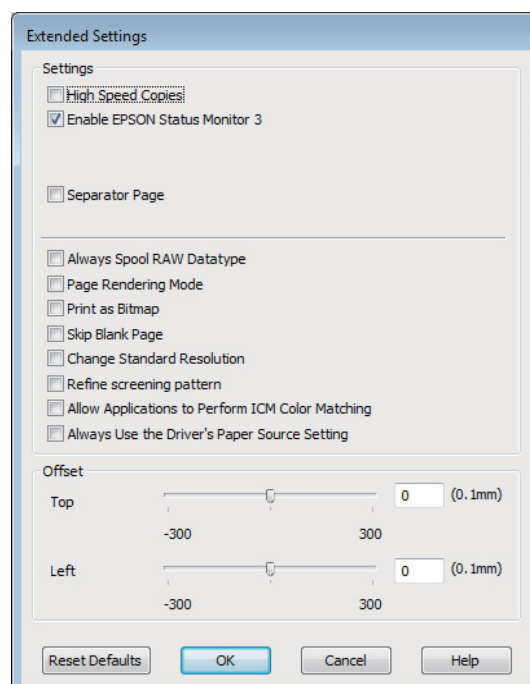 Extended Settings
Settings
High Speed Copies
Enable EPSON Status Monitor 3
Separator Page
Always Spool RAW Datatype
Page Rendering Mode
Print as Bitmap
Skip Blank Page
Change Standard Resolution
Refine screening pattern
Allow Applications to Perform ICM Color Matching
Always Use the Driver's Paper Source Setting
Offset
Top 0 (0.1mm)
-300 300
Left 0 (0.1mm)
-300 300
Reset Defaults OK Cancel Help